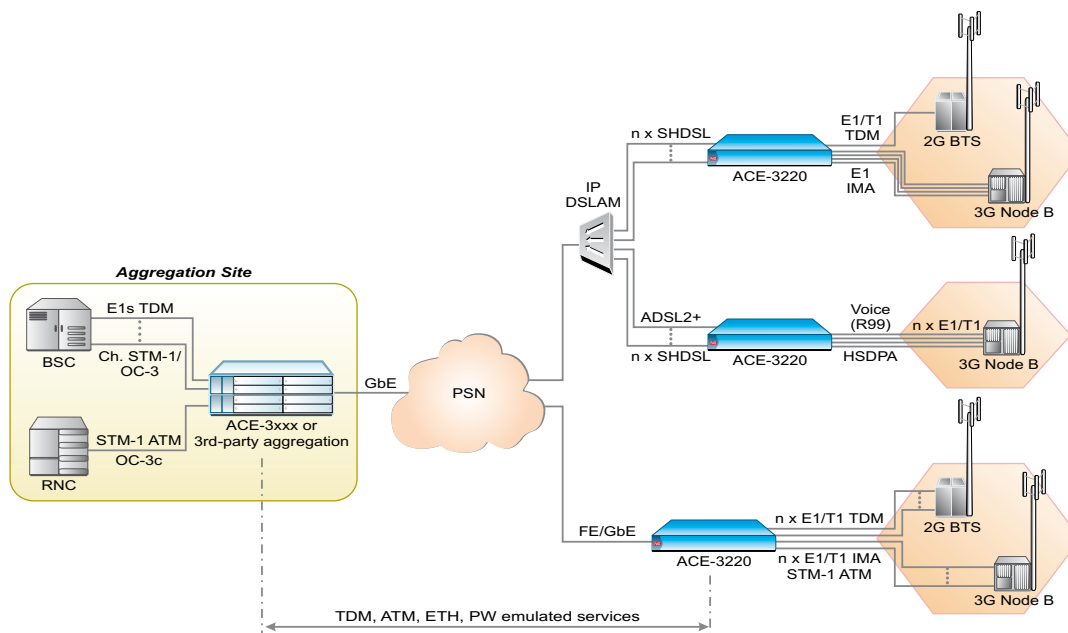 E1/T1
TDM
2G BTS
n x SHDSL
ACE-3220
E1
IMA
3G Node B
IP
DSLAM
Aggregation Site
E1s TDM
BSC
Ch. STM-1/
OC-3
GbE
PSN
ACE-3xxx or
3rd-party aggregation
STM-1 ATM
OC-3c
RNC
ADSL2+
n x SHDSL
ACE-3220
Voice
(R99)
HSDPA
n x E1/T1
3G Node B
FE/GbE
ACE-3220
n x E1/T1 TDM
n x E1/T1 IMA
STM-1 ATM
2G BTS
3G Node B
TDM, ATM, ETH, PW emulated services